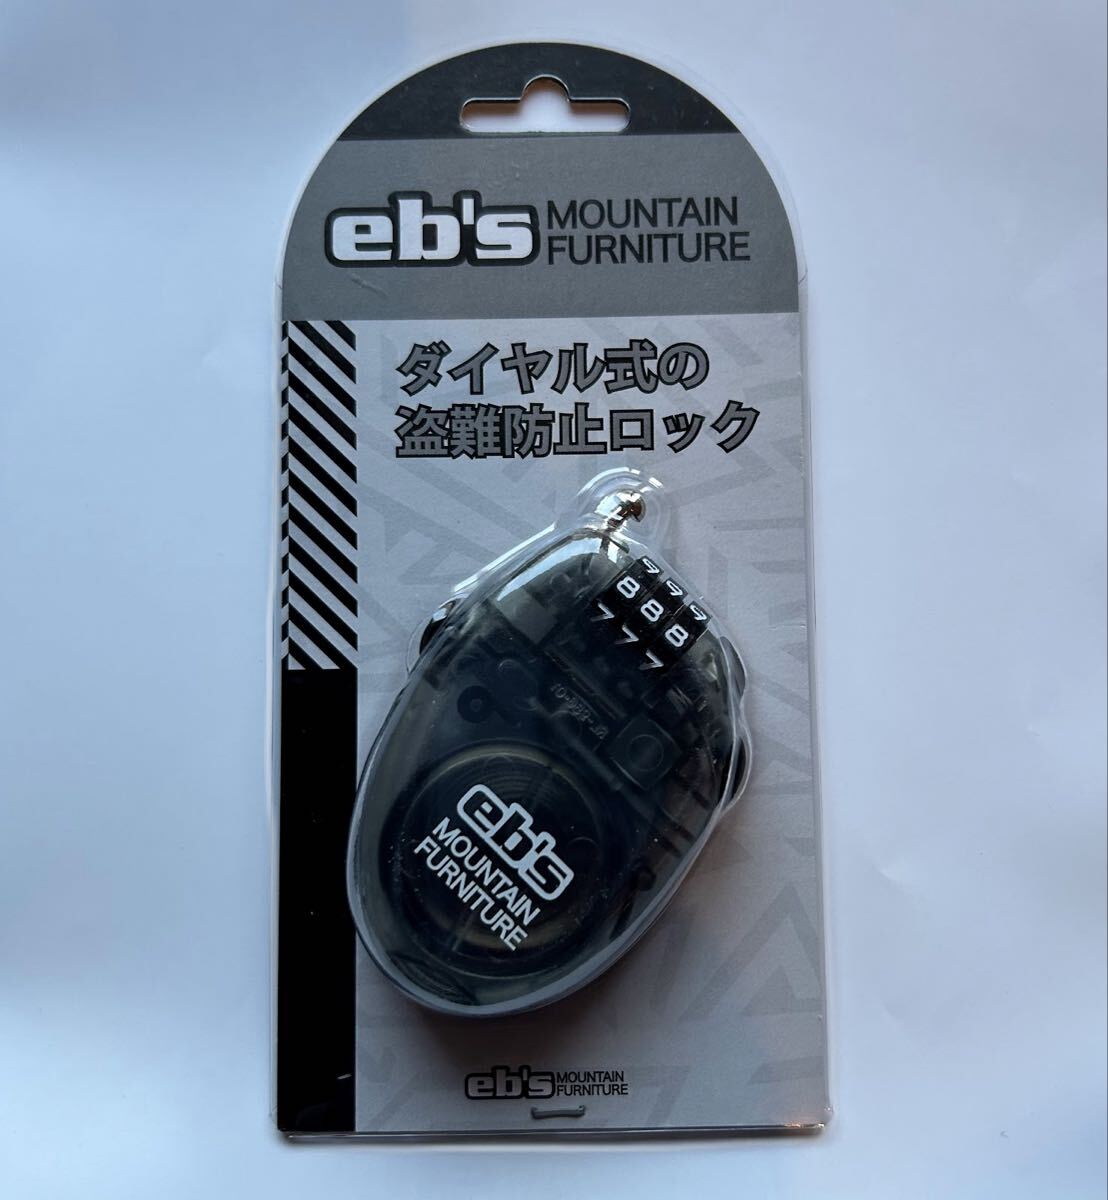 eb's MOUNTAIN
FURNITURE
ダイヤル式の
盗難防止ロック
9 9 9
8 8 8
7 7 7
eb's
MOUNTAIN
FURNITURE
eb's MOUNTAIN
FURNITURE